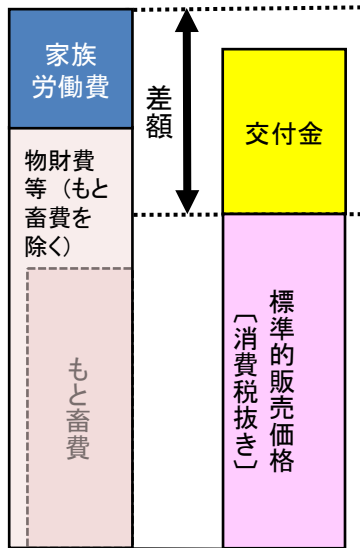 家族
労働費
物財費
等（もと
畜費を
除く）
もと畜費
差額
交付金
標準的販売価格
〔消費税抜き〕